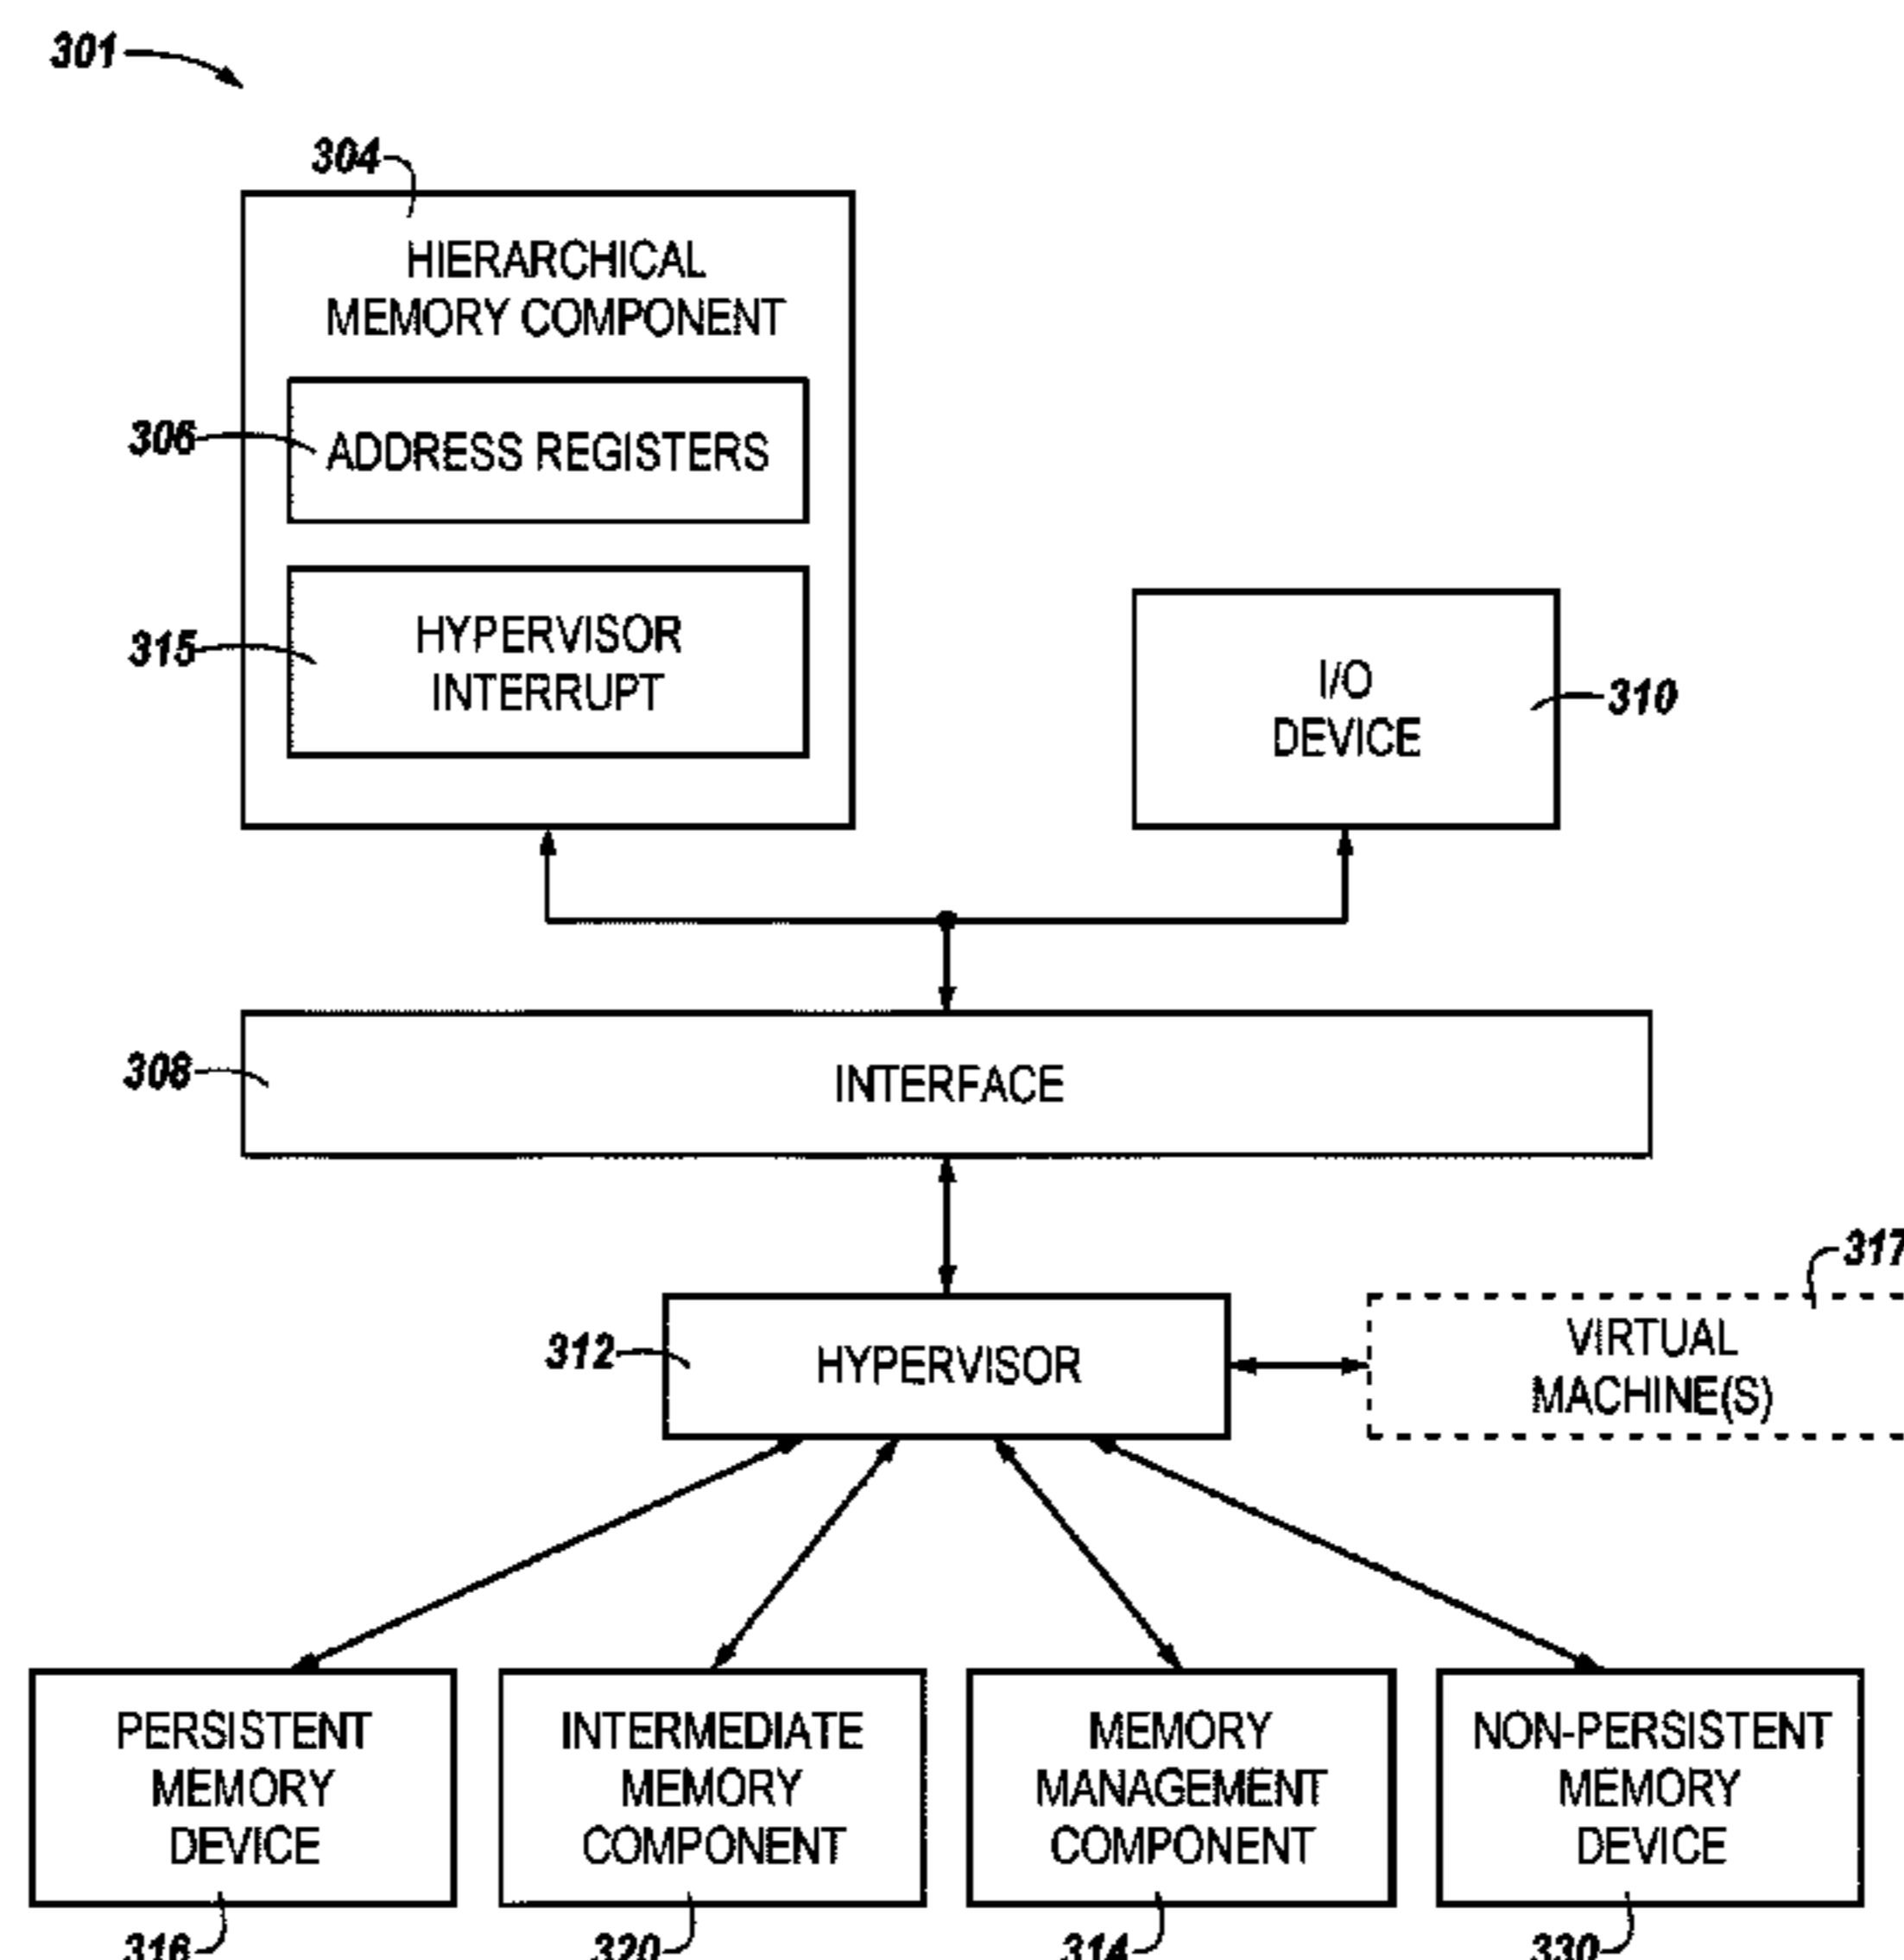 301
304
HIERARCHICAL
MEMORY COMPONENT
306
ADDRESS REGISTERS
315
HYPERVISOR
INTERRUPT
I/O
DEVICE
310
308
INTERFACE
317
312
HYPERVISOR
VIRTUAL
MACHINE(S)
PERSISTENT
MEMORY
DEVICE
INTERMEDIATE
MEMORY
COMPONENT
MEMORY
MANAGEMENT
COMPONENT
NON-PERSISTENT
MEMORY
DEVICE
316
320
314
330